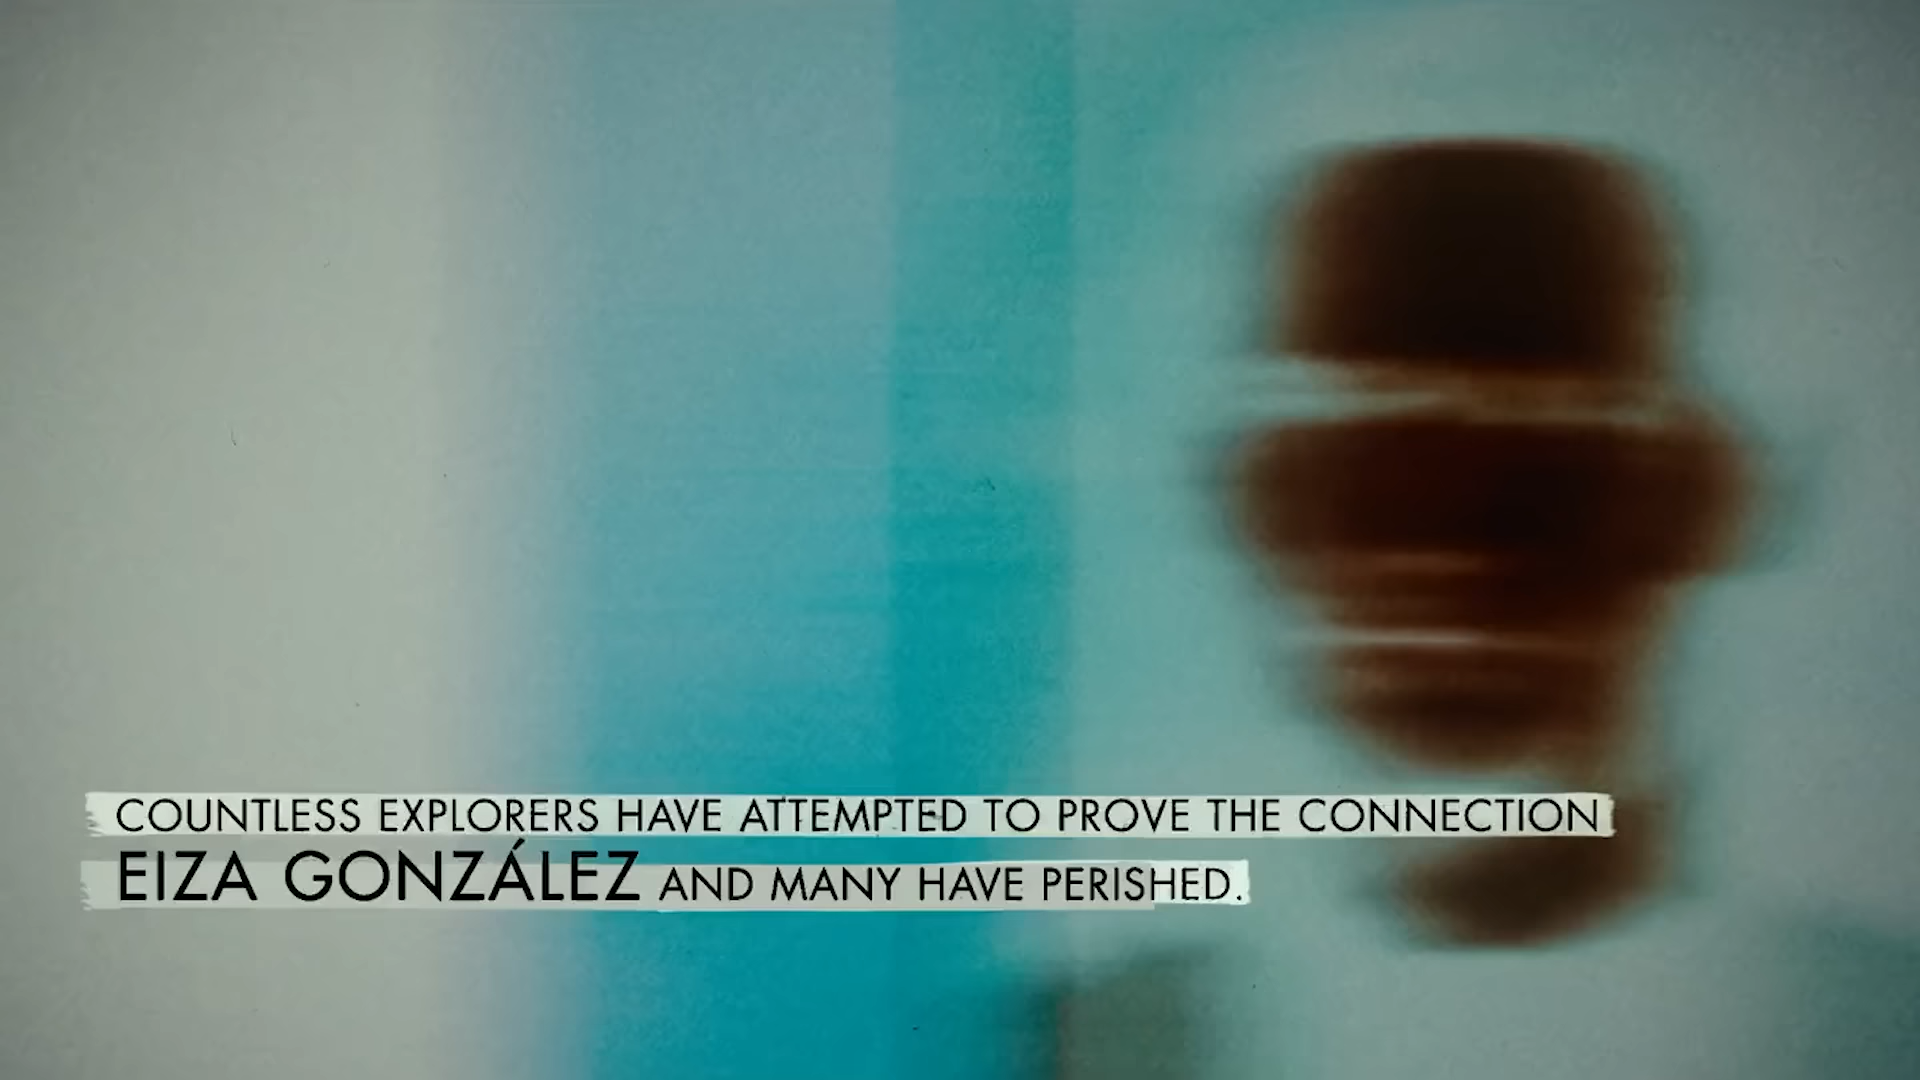 COUNTLESS EXPLORERS HAVE ATTEMPTED TO PROVE THE CONNECTION
EIZA GONZÁLEZ AND MANY HAVE PERISHED.